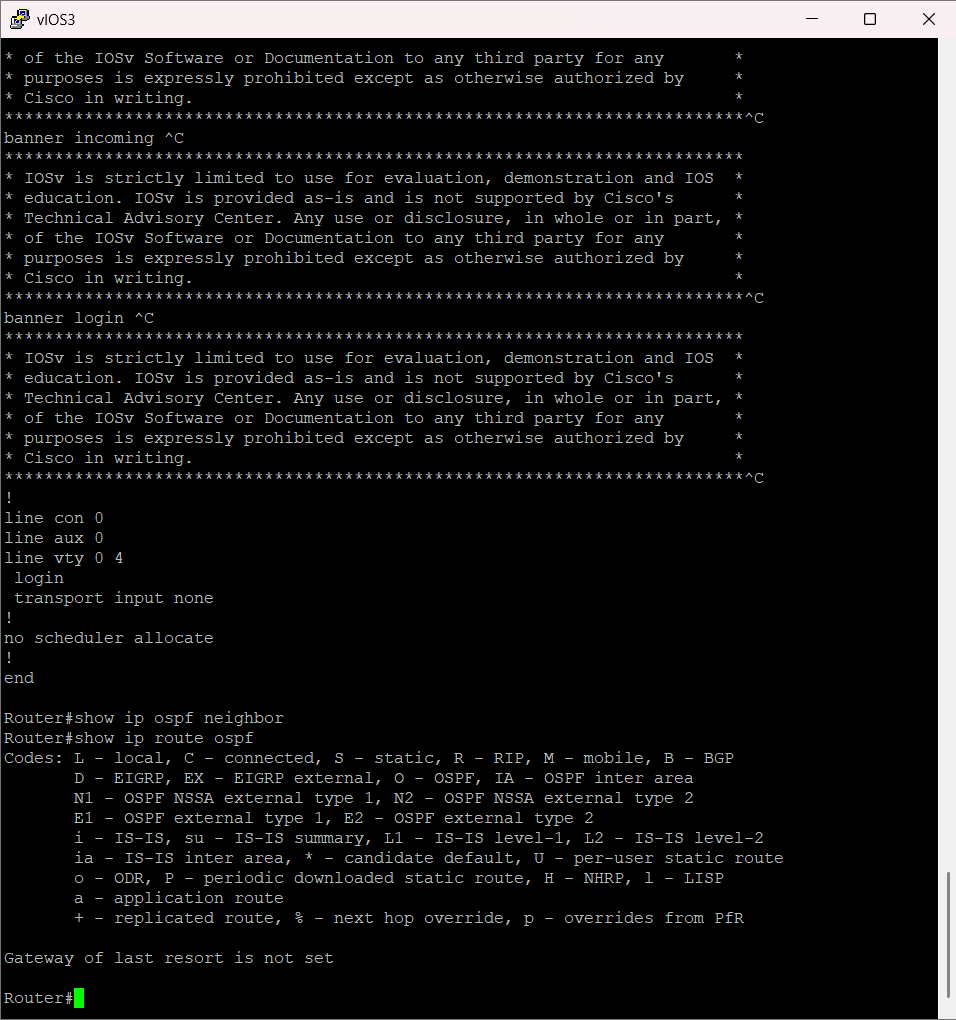 vIOS3
* of the IOSv Software or Documentation to any third party for any       *
* purposes is expressly prohibited except as otherwise authorized by     *
* Cisco in writing.                                                      *
**************************************************************************^C
banner incoming ^C
**************************************************************************
* IOSv is strictly limited to use for evaluation, demonstration and IOS  *
* education. IOSv is provided as-is and is not supported by Cisco's      *
* Technical Advisory Center. Any use or disclosure, in whole or in part, *
* of the IOSv Software or Documentation to any third party for any       *
* purposes is expressly prohibited except as otherwise authorized by     *
* Cisco in writing.                                                      *
**************************************************************************^C
banner login ^C
**************************************************************************
* IOSv is strictly limited to use for evaluation, demonstration and IOS  *
* education. IOSv is provided as-is and is not supported by Cisco's      *
* Technical Advisory Center. Any use or disclosure, in whole or in part, *
* of the IOSv Software or Documentation to any third party for any       *
* purposes is expressly prohibited except as otherwise authorized by     *
* Cisco in writing.                                                      *
**************************************************************************^C
!
line con 0
line aux 0
line vty 0 4
 login
 transport input none
!
no scheduler allocate
!
end

Router#show ip ospf neighbor
Router#show ip route ospf
Codes: L - local, C - connected, S - static, R - RIP, M - mobile, B - BGP
       D - EIGRP, EX - EIGRP external, O - OSPF, IA - OSPF inter area
       N1 - OSPF NSSA external type 1, N2 - OSPF NSSA external type 2
       E1 - OSPF external type 1, E2 - OSPF external type 2
       i - IS-IS, su - IS-IS summary, L1 - IS-IS level-1, L2 - IS-IS level-2
       ia - IS-IS inter area, * - candidate default, U - per-user static route
       o - ODR, P - periodic downloaded static route, H - NHRP, l - LISP
       a - application route
       + - replicated route, % - next hop override, p - overrides from PfR

Gateway of last resort is not set

Router#